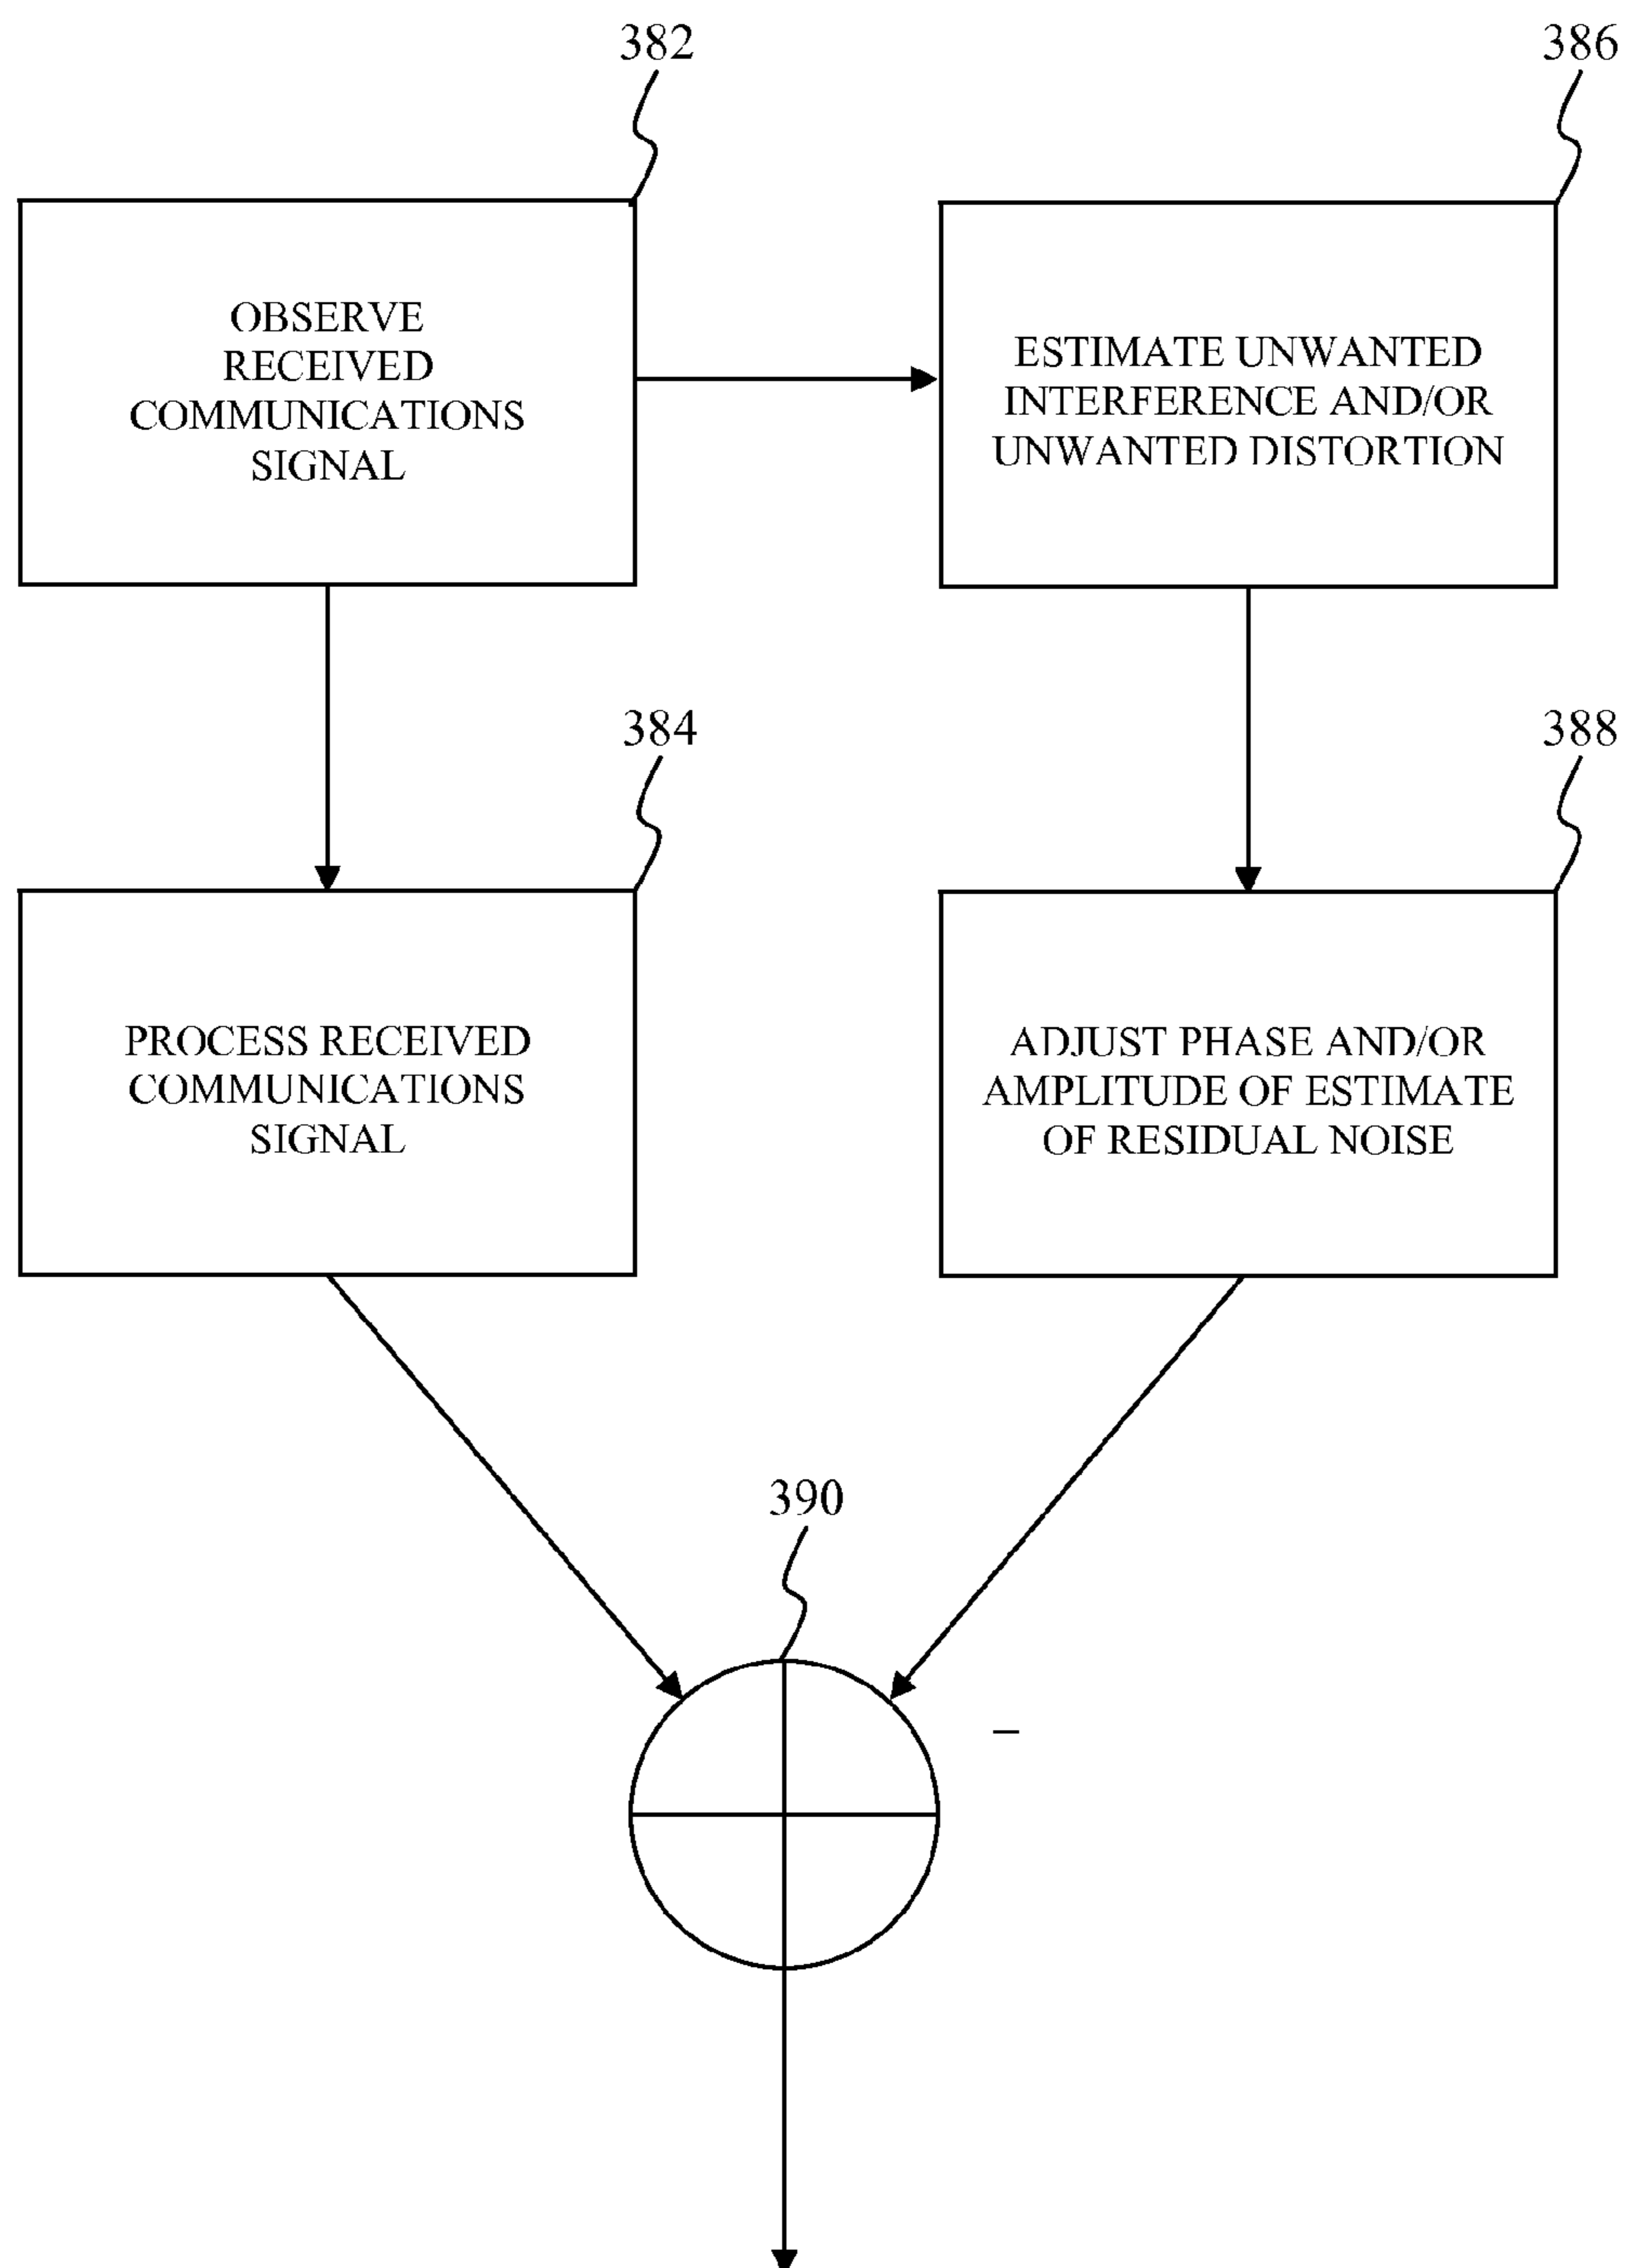 382
386
OBSERVE
RECEIVED
COMMUNICATIONS
SIGNAL
ESTIMATE UNWANTED
INTERFERENCE AND/OR
UNWANTED DISTORTION
384
388
PROCESS RECEIVED
COMMUNICATIONS
SIGNAL
ADJUST PHASE AND/OR
AMPLITUDE OF ESTIMATE
OF RESIDUAL NOISE
390
–